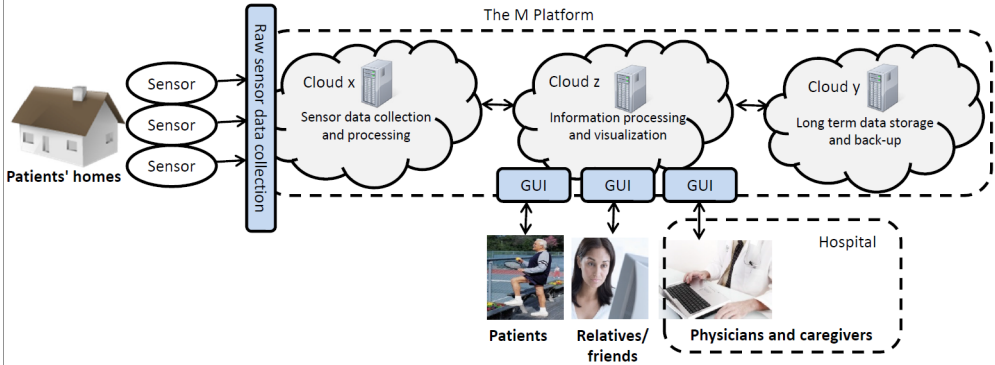 The M Platform
Raw sensor data collection
Sensor
Sensor
Sensor
Patients' homes
Cloud x
Sensor data collection
and processing
Cloud z
Information processing
and visualization
Cloud y
Long term data storage
and back-up
GUI
GUI
GUI
Hospital
Patients
Relatives/
friends
Physicians and caregivers